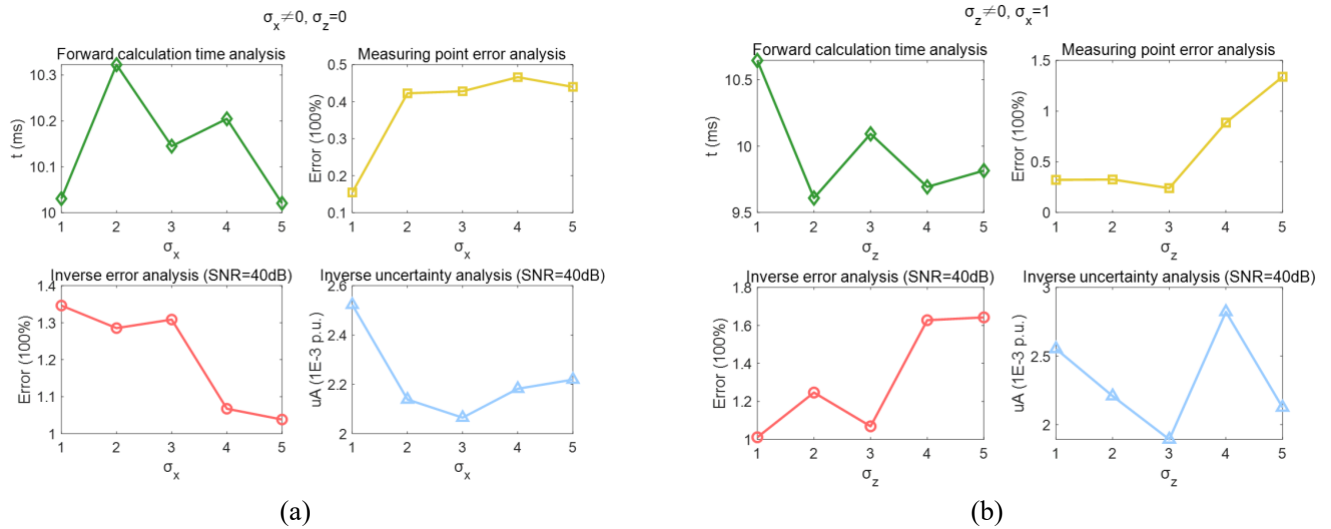 σx≠0, σz=0
Forward calculation time analysis
10.3
10.2
10.1
10
t (ms)
1 2 3 4 5
σx
Measuring point error analysis
0.5
0.4
0.3
0.2
0.1
Error (100%)
1 2 3 4 5
σx
Inverse error analysis (SNR=40dB)
1.4
1.3
1.2
1.1
1
Error (100%)
1 2 3 4 5
σx
Inverse uncertainty analysis (SNR=40dB)
2.6
2.4
2.2
2
uA (1E-3 p.u.)
1 2 3 4 5
σx
(a)
σz≠0, σx=1
Forward calculation time analysis
10.5
10
9.5
t (ms)
1 2 3 4 5
σz
Measuring point error analysis
1.5
1
0.5
0
Error (100%)
1 2 3 4 5
σz
Inverse error analysis (SNR=40dB)
1.8
1.6
1.4
1.2
1
Error (100%)
1 2 3 4 5
σz
Inverse uncertainty analysis (SNR=40dB)
3
2.5
2
uA (1E-3 p.u.)
1 2 3 4 5
σz
(b)